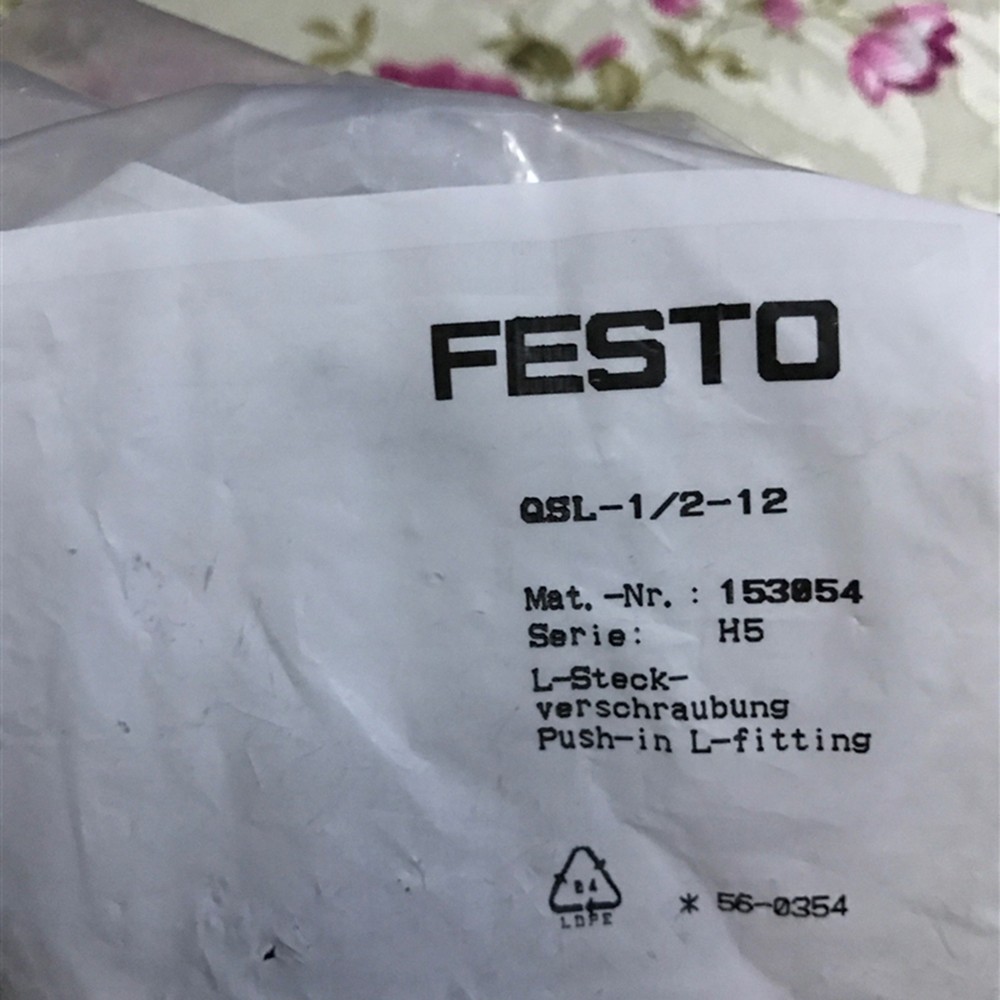 FESTO
QSL-1/2-12
Mat.-Nr.: 153054
Serie: H5
L-Steck-
verschraubung
Push-in L-fitting
04
LDPE
* 56-0354